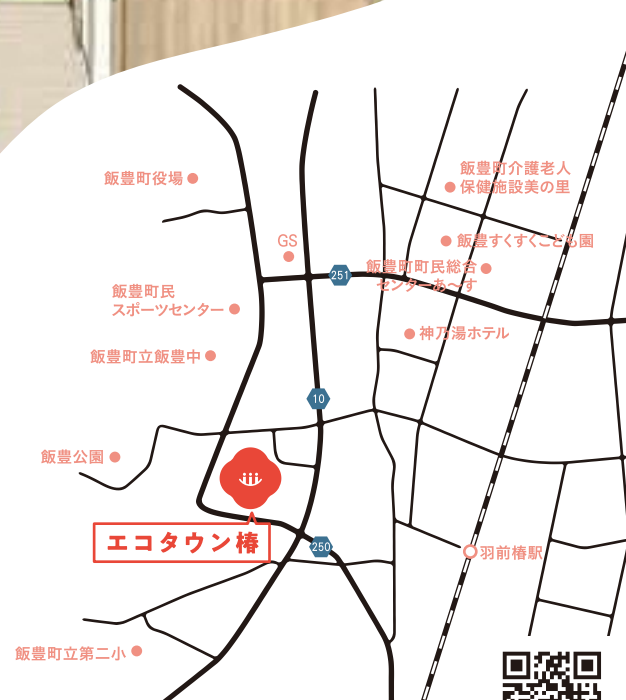 飯豊町介護老人
保健施設美の里
飯豊町役場
GS
飯豊すくすくこども園
251
飯豊町町民総合
センターあ〜す
飯豊町民
スポーツセンター
神乃湯ホテル
飯豊町立飯豊中
10
飯豊公園
エコタウン椿
250
羽前椿駅
飯豊町立第二小